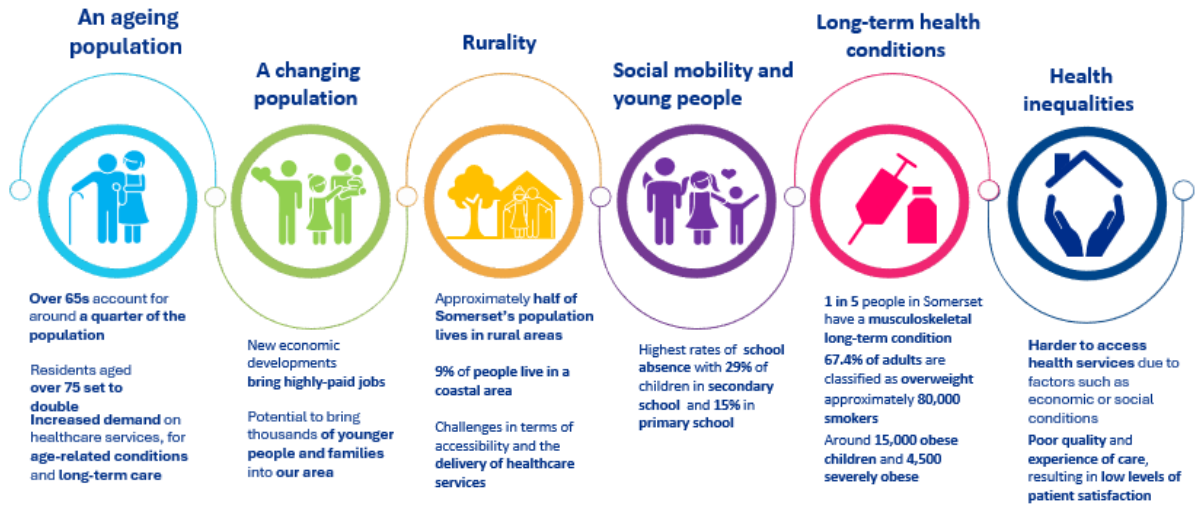 An ageing
population
Over 65s account for
around a quarter of the
population
Residents aged
over 75 set to
double
Increased demand on
healthcare services, for
age-related conditions
and long-term care
A changing
population
New economic
developments
bring highly-paid jobs
Potential to bring
thousands of younger
people and families
into our area
Rurality
Approximately half of
Somerset's population
lives in rural areas
9% of people live in a
coastal area
Challenges in terms of
accessibility and the
delivery of healthcare
services
Social mobility and
young people
Highest rates of school
absence with 29% of
children in secondary
school and 15% in
primary school
Long-term health
conditions
1 in 5 people in Somerset
have a musculoskeletal
long-term condition
67.4% of adults are
classified as overweight
approximately 80,000
smokers
Around 15,000 obese
children and 4,500
severely obese
Health
inequalities
Harder to access
health services due to
factors such as
economic or social
conditions
Poor quality and
experience of care,
resulting in low levels of
patient satisfaction